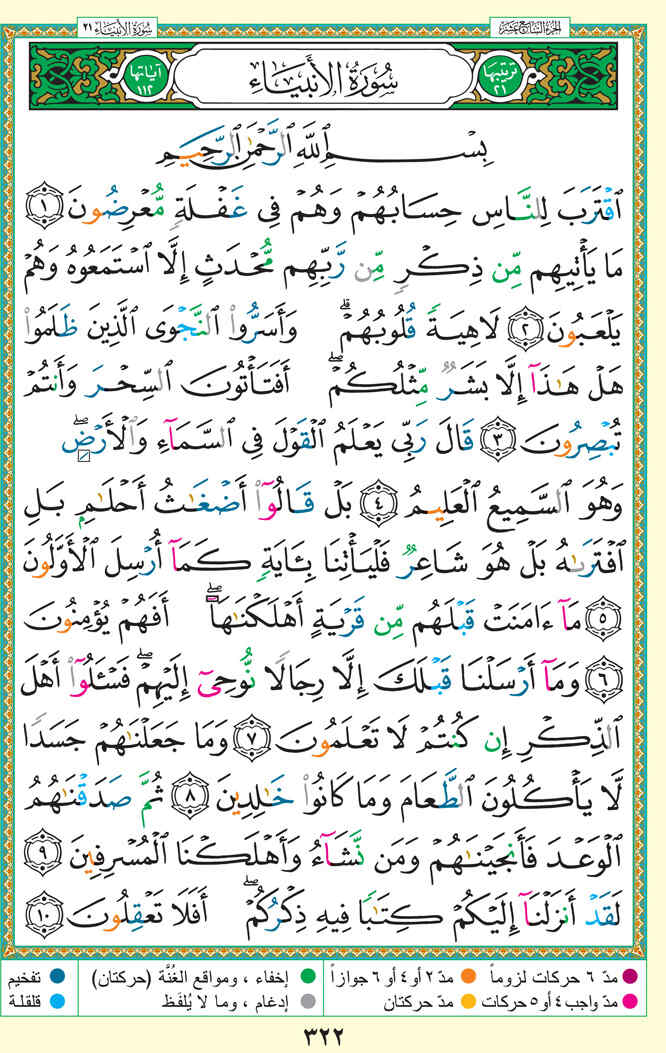 الجزء السابع عشر
سورة الأنبياء ٢١
ترتيبها ٢١
سُورَةُ الأَنبِيَاءِ
آياتها ١١٢
بِسْمِ ٱللَّهِ ٱلرَّحْمَٰنِ ٱلرَّحِيمِ
ٱقْتَرَبَ لِلنَّاسِ حِسَابُهُمْ وَهُمْ فِى غَفْلَةٍ مُّعْرِضُونَ ١
مَا يَأْتِيهِم مِّن ذِكْرٍ مِّن رَّبِّهِم مُّحْدَثٍ إِلَّا ٱسْتَمَعُوهُ وَهُمْ
يَلْعَبُونَ ٢ لَاهِيَةً قُلُوبُهُمْ ۗ وَأَسَرُّوا۟ ٱلنَّجْوَى ٱلَّذِينَ ظَلَمُوا۟
هَلْ هَٰذَآ إِلَّا بَشَرٌ مِّثْلُكُمْ ۖ أَفَتَأْتُونَ ٱلسِّحْرَ وَأَنتُمْ
تُبْصِرُونَ ٣ قَالَ رَبِّى يَعْلَمُ ٱلْقَوْلَ فِى ٱلسَّمَآءِ وَٱلْأَرْضِ ۖ
وَهُوَ ٱلسَّمِيعُ ٱلْعَلِيمُ ٤ بَلْ قَالُوٓا۟ أَضْغَٰثُ أَحْلَٰمٍۭ بَلِ
ٱفْتَرَىٰهُ بَلْ هُوَ شَاعِرٌ فَلْيَأْتِنَا بِـَٔايَةٍ كَمَآ أُرْسِلَ ٱلْأَوَّلُونَ
٥ مَآ ءَامَنَتْ قَبْلَهُم مِّن قَرْيَةٍ أَهْلَكْنَٰهَآ ۖ أَفَهُمْ يُؤْمِنُونَ
٦ وَمَآ أَرْسَلْنَا قَبْلَكَ إِلَّا رِجَالًا نُّوحِىٓ إِلَيْهِمْ ۖ فَسْـَٔلُوٓا۟ أَهْلَ
ٱلذِّكْرِ إِن كُنتُمْ لَا تَعْلَمُونَ ٧ وَمَا جَعَلْنَٰهُمْ جَسَدًا
لَّا يَأْكُلُونَ ٱلطَّعَامَ وَمَا كَانُوا۟ خَٰلِدِينَ ٨ ثُمَّ صَدَقْنَٰهُمُ
ٱلْوَعْدَ فَأَنجَيْنَٰهُمْ وَمَن نَّشَآءُ وَأَهْلَكْنَا ٱلْمُسْرِفِينَ ٩
لَقَدْ أَنزَلْنَآ إِلَيْكُمْ كِتَٰبًا فِيهِ ذِكْرُكُمْ ۖ أَفَلَا تَعْقِلُونَ ١٠
مدّ ٦ حركات لزوماً
مدّ ٢ أو ٤ أو ٦ جوازاً
إخفاء ، ومواقع الغُنَّة (حركتان)
تفخيم
مدّ واجب ٤ أو ٥ حركات
مدّ حركتان
إدغام ، وما لا يُلفَظ
قلقلة
٣٢٢